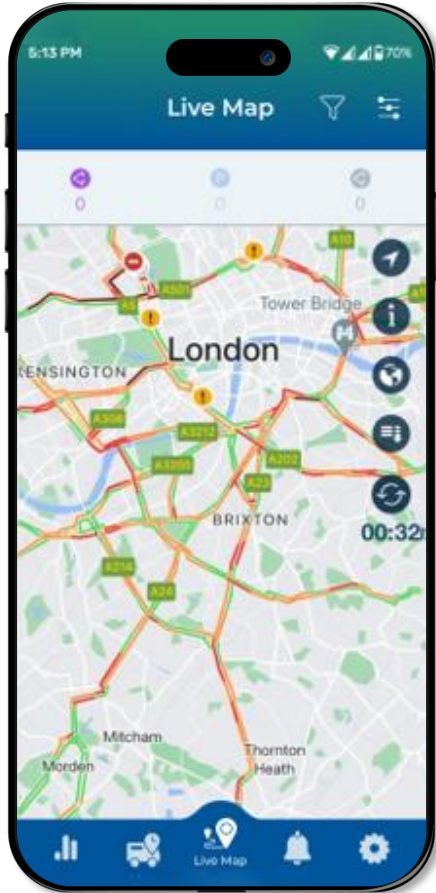 5:13 PM
70%
Live Map
0
0
0
A10
A501
Tower Bridge
London
KENSINGTON
A308
A3212
A3205
A202
A23
BRIXTON
00:32
A214
A24
Mitcham
Morden
Thornton
Heath
Live Map